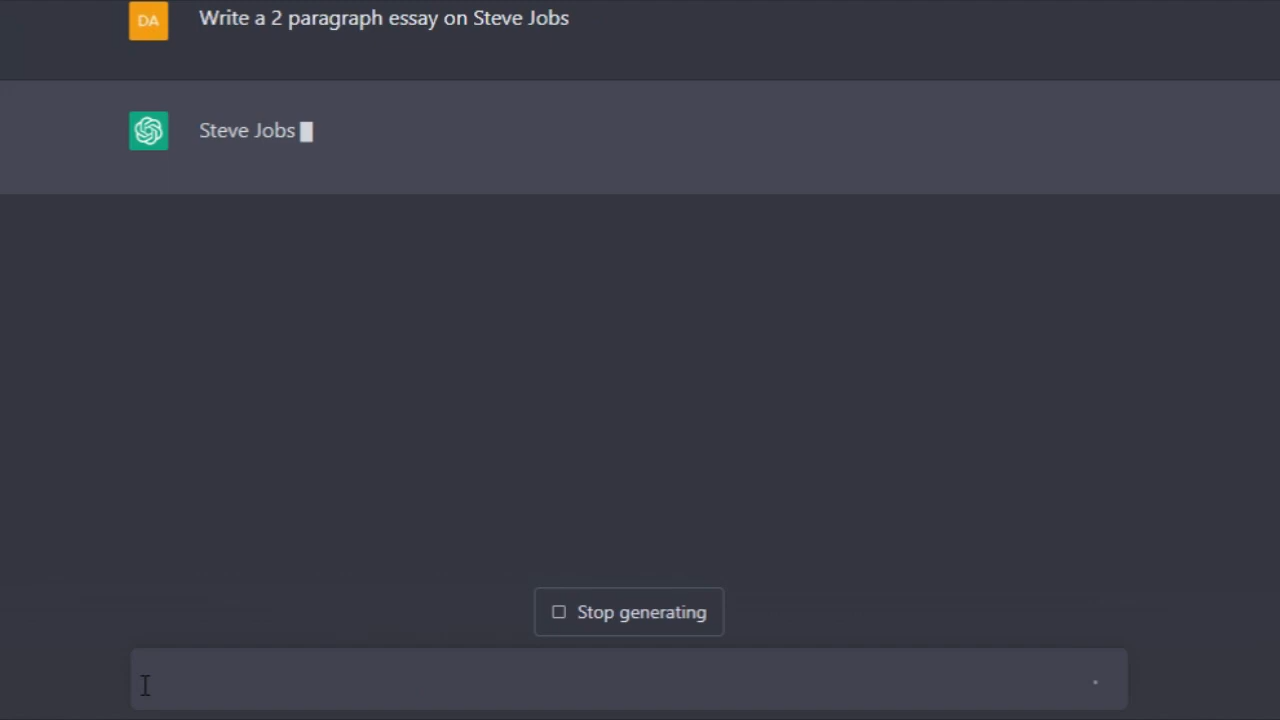 DA
Write a 2 paragraph essay on Steve Jobs
Steve Jobs
Stop generating